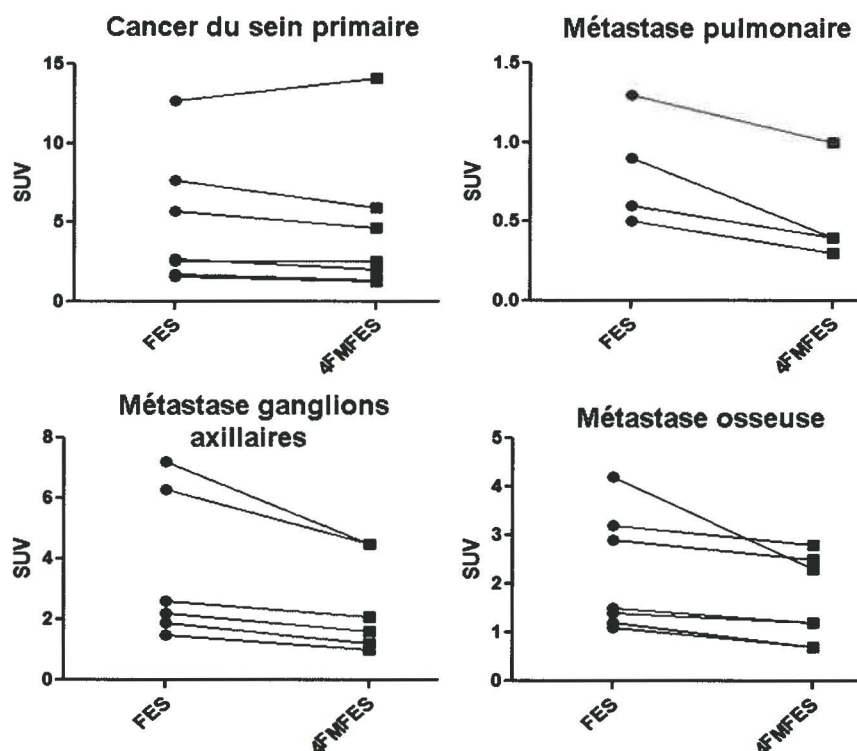 Cancer du sein primaire
15
10
5
0
SUV
FES
4FMFES
Métastase pulmonaire
1.5
1.0
0.5
0.0
SUV
FES
4FMFES
Métastase ganglions
axillaires
8
6
4
2
0
SUV
FES
4FMFES
Métastase osseuse
5
4
3
2
1
0
SUV
FES
4FMFES